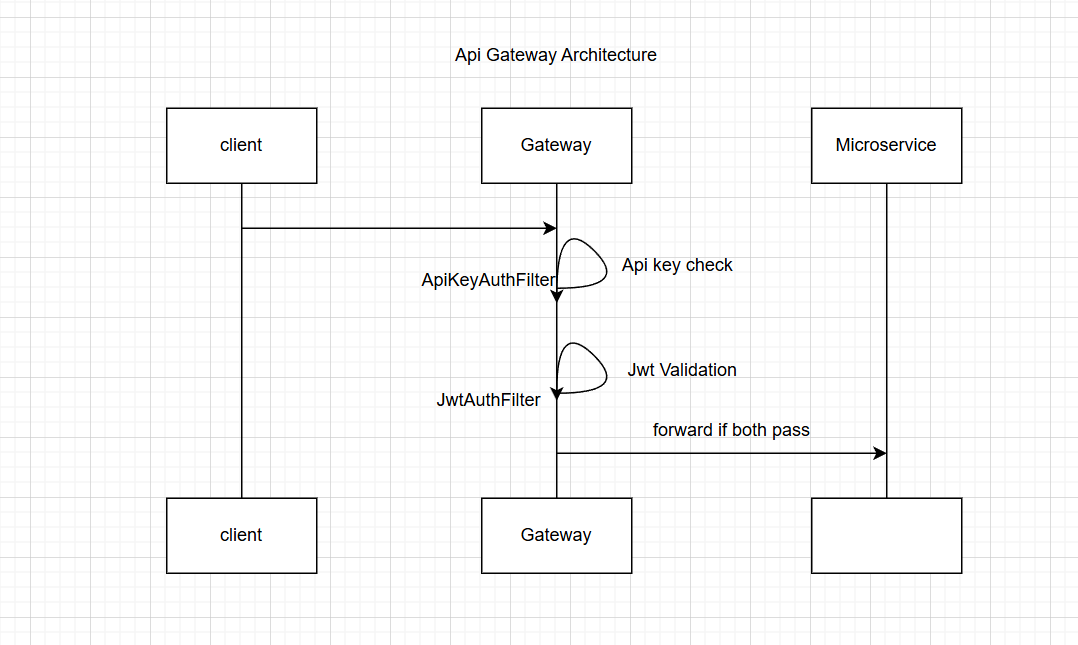 Api Gateway Architecture
client
Gateway
Microservice
Api key check
ApiKeyAuthFilter
Jwt Validation
JwtAuthFilter
forward if both pass
client
Gateway